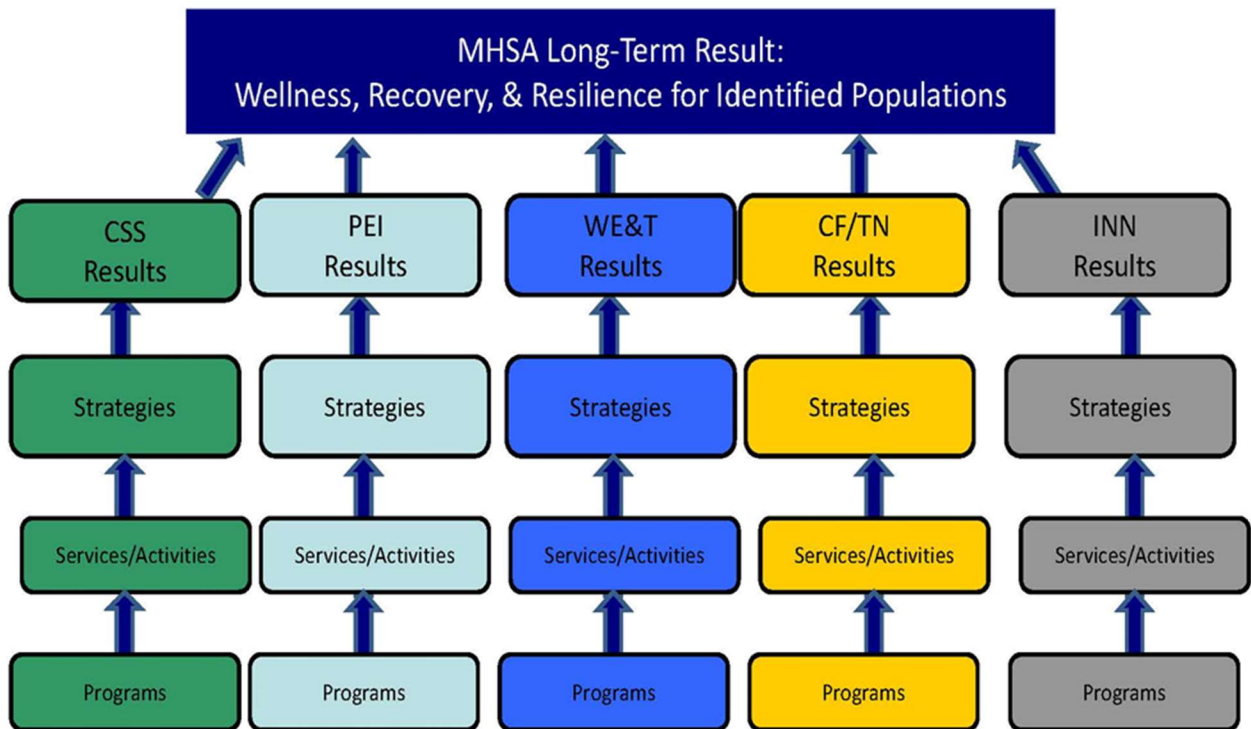 MHSA Long-Term Result:
Wellness, Recovery, & Resilience for Identified Populations
CSS
Results
PEI
Results
WE&T
Results
CF/TN
Results
INN
Results
Strategies
Strategies
Strategies
Strategies
Strategies
Services/Activities
Services/Activities
Services/Activities
Services/Activities
Services/Activities
Programs
Programs
Programs
Programs
Programs